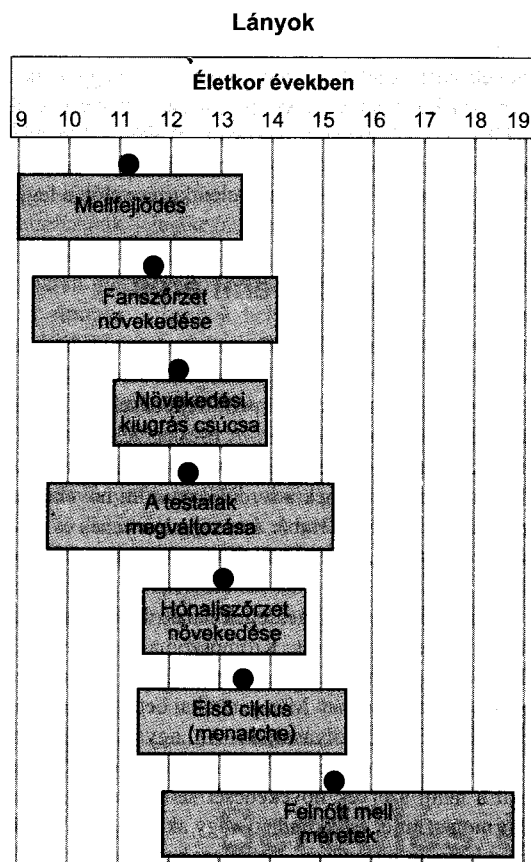 Lányok
Életkor években
9 10 11 12 13 14 15 16 17 18 19
Mellfejlődés
Fanszőrzet
növekedése
Növekedési
kiugrás csúcsa
A testalak
megváltozása
Hónaljszőrzet
növekedése
Első ciklus
(menarche)
Felnőtt mell
méretek